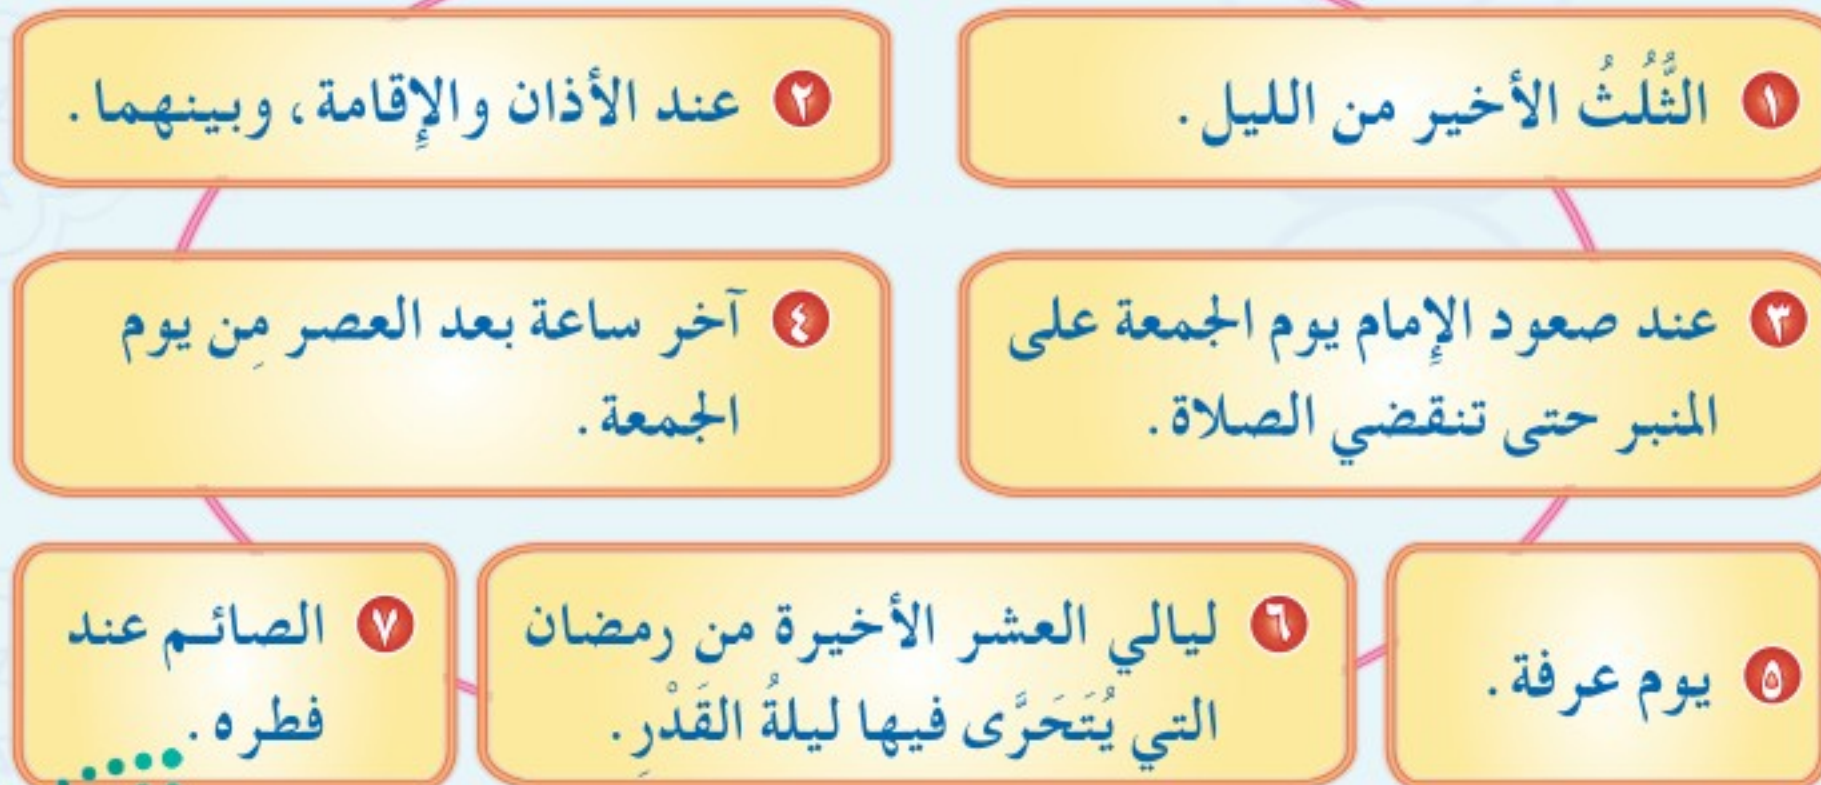 ١ الثُّلُثُ الأخير من الليل.
٢ عند الأذان والإِقامة، وبينهما.
٣ عند صعود الإِمام يوم الجمعة على
المنبر حتى تنقضي الصلاة.
٤ آخر ساعة بعد العصر مِن يوم
الجمعة.
٥ يوم عرفة.
٦ ليالي العشر الأخيرة من رمضان
التي يُتَحَرَّى فيها ليلةُ القَدْرِ.
٧ الصائم عند
فطره.